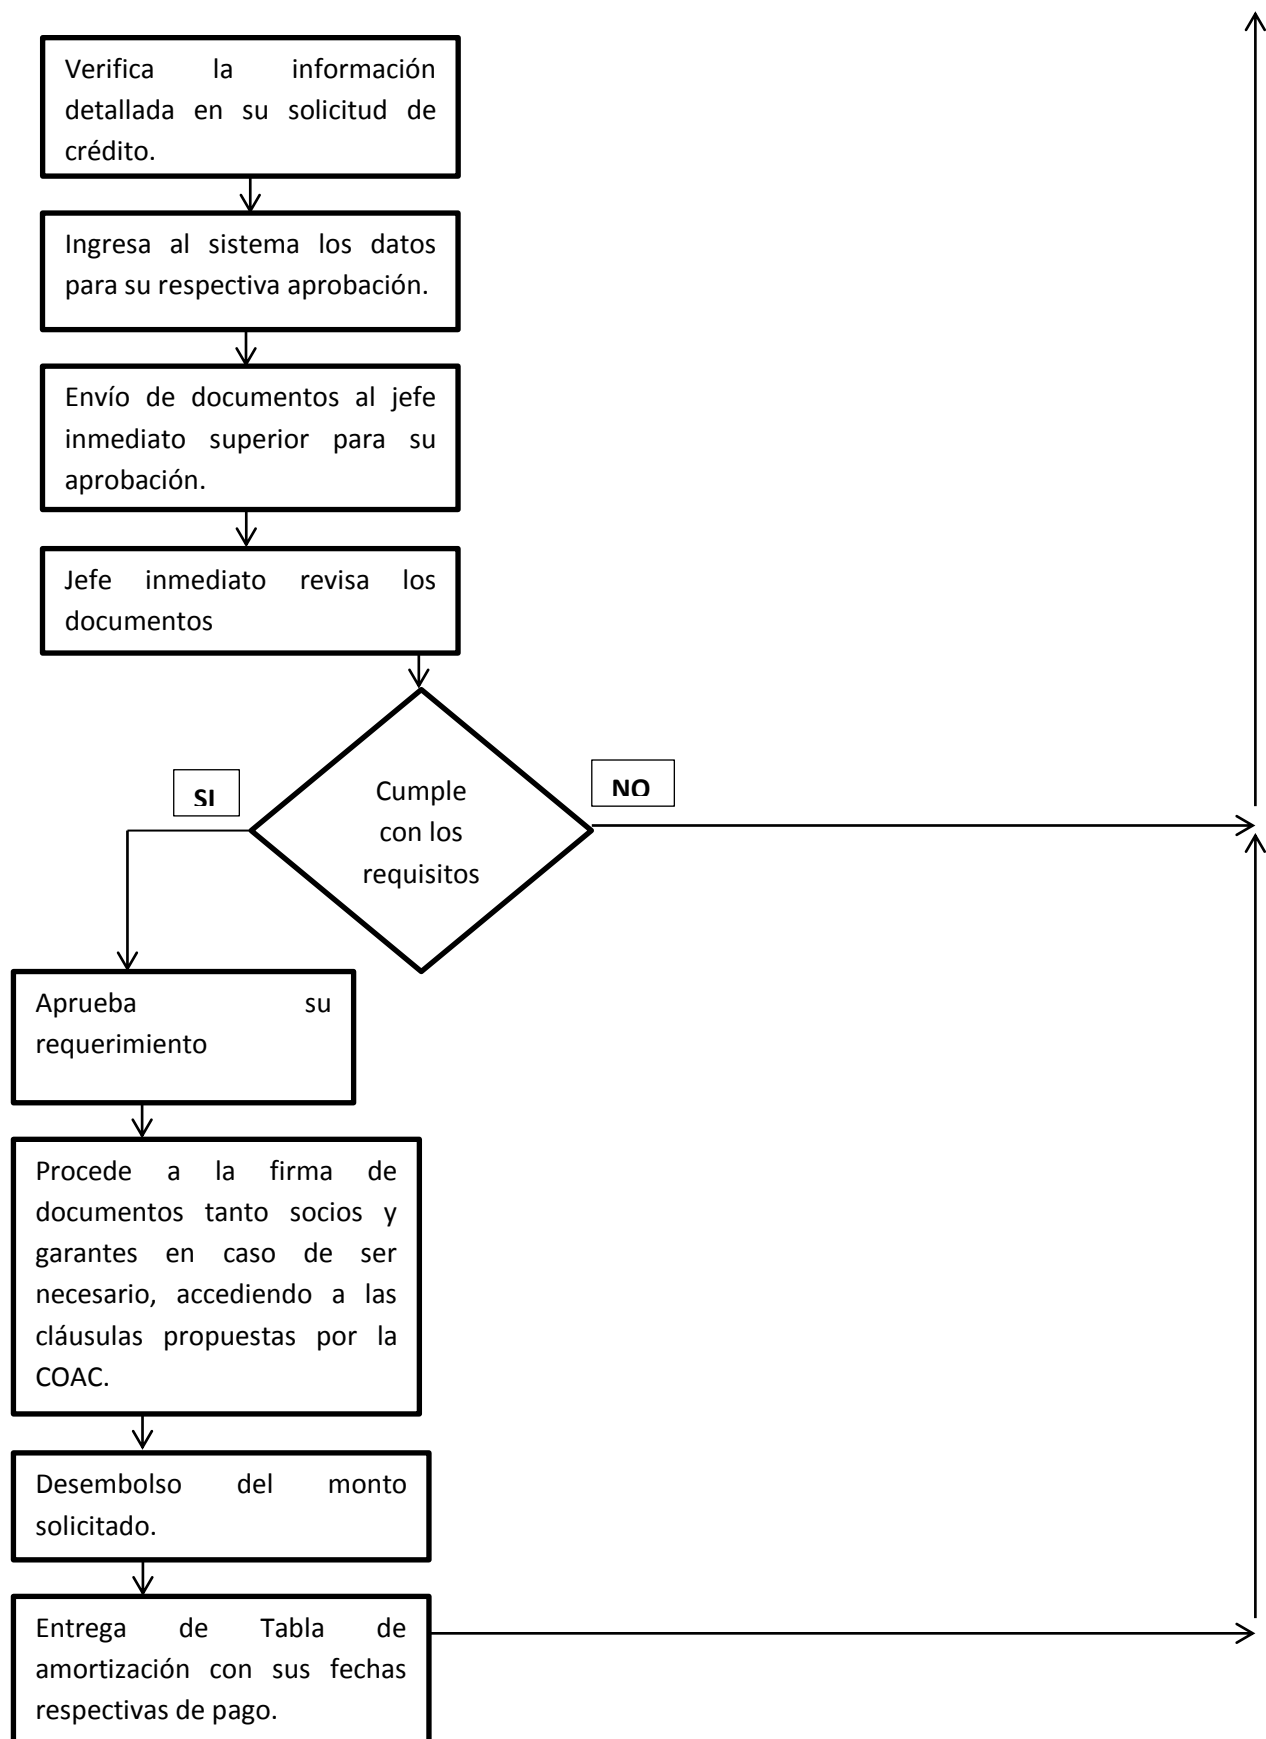 Verifica la información
detallada en su solicitud de
crédito.
Ingresa al sistema los datos
para su respectiva aprobación.
Envío de documentos al jefe
inmediato superior para su
aprobación.
Jefe inmediato revisa los
documentos
SI
NO
Cumple
con los
requisitos
Aprueba su
requerimiento
Procede a la firma de
documentos tanto socios y
garantes en caso de ser
necesario, accediendo a las
cláusulas propuestas por la
COAC.
Desembolso del monto
solicitado.
Entrega de Tabla de
amortización con sus fechas
respectivas de pago.